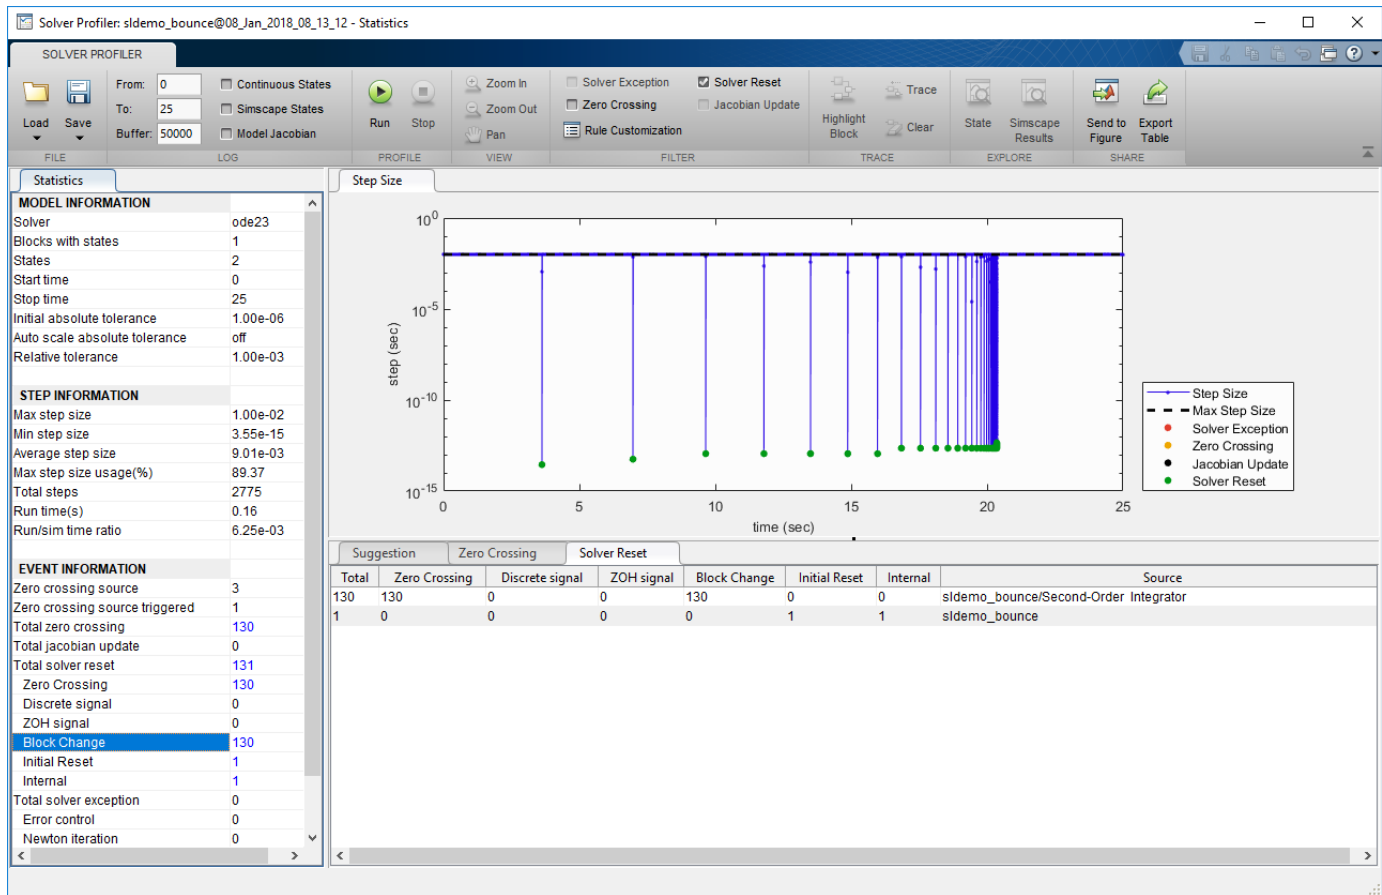 Solver Profiler: sldemo_bounce@08_Jan_2018_08_13_12 - Statistics
SOLVER PROFILER
Load
Save
FILE
From: 0
To: 25
Buffer: 50000
Continuous States
Simscape States
Model Jacobian
LOG
Run
Stop
PROFILE
Zoom In
Zoom Out
Pan
VIEW
Solver Exception
Solver Reset
Zero Crossing
Jacobian Update
Rule Customization
FILTER
Highlight
Block
Trace
Clear
TRACE
State
Simscape
Results
EXPLORE
Send to
Figure
Export
Table
SHARE
Statistics
MODEL INFORMATION
Solver ode23
Blocks with states 1
States 2
Start time 0
Stop time 25
Initial absolute tolerance 1.00e-06
Auto scale absolute tolerance off
Relative tolerance 1.00e-03
STEP INFORMATION
Max step size 1.00e-02
Min step size 3.55e-15
Average step size 9.01e-03
Max step size usage(%) 89.37
Total steps 2775
Run time(s) 0.16
Run/sim time ratio 6.25e-03
EVENT INFORMATION
Zero crossing source 3
Zero crossing source triggered 1
Total zero crossing 130
Total jacobian update 0
Total solver reset 131
Zero Crossing 130
Discrete signal 0
ZOH signal 0
Block Change 130
Initial Reset 1
Internal 1
Total solver exception 0
Error control 0
Newton iteration 0
Step Size
10^0
10^-5
10^-10
10^-15
step (sec)
0 5 10 15 20 25
time (sec)
Step Size
Max Step Size
Solver Exception
Zero Crossing
Jacobian Update
Solver Reset
Suggestion Zero Crossing Solver Reset
Total Zero Crossing Discrete signal ZOH signal Block Change Initial Reset Internal Source
130 130 0 0 130 0 0 sldemo_bounce/Second-Order Integrator
1 0 0 0 0 1 1 sldemo_bounce